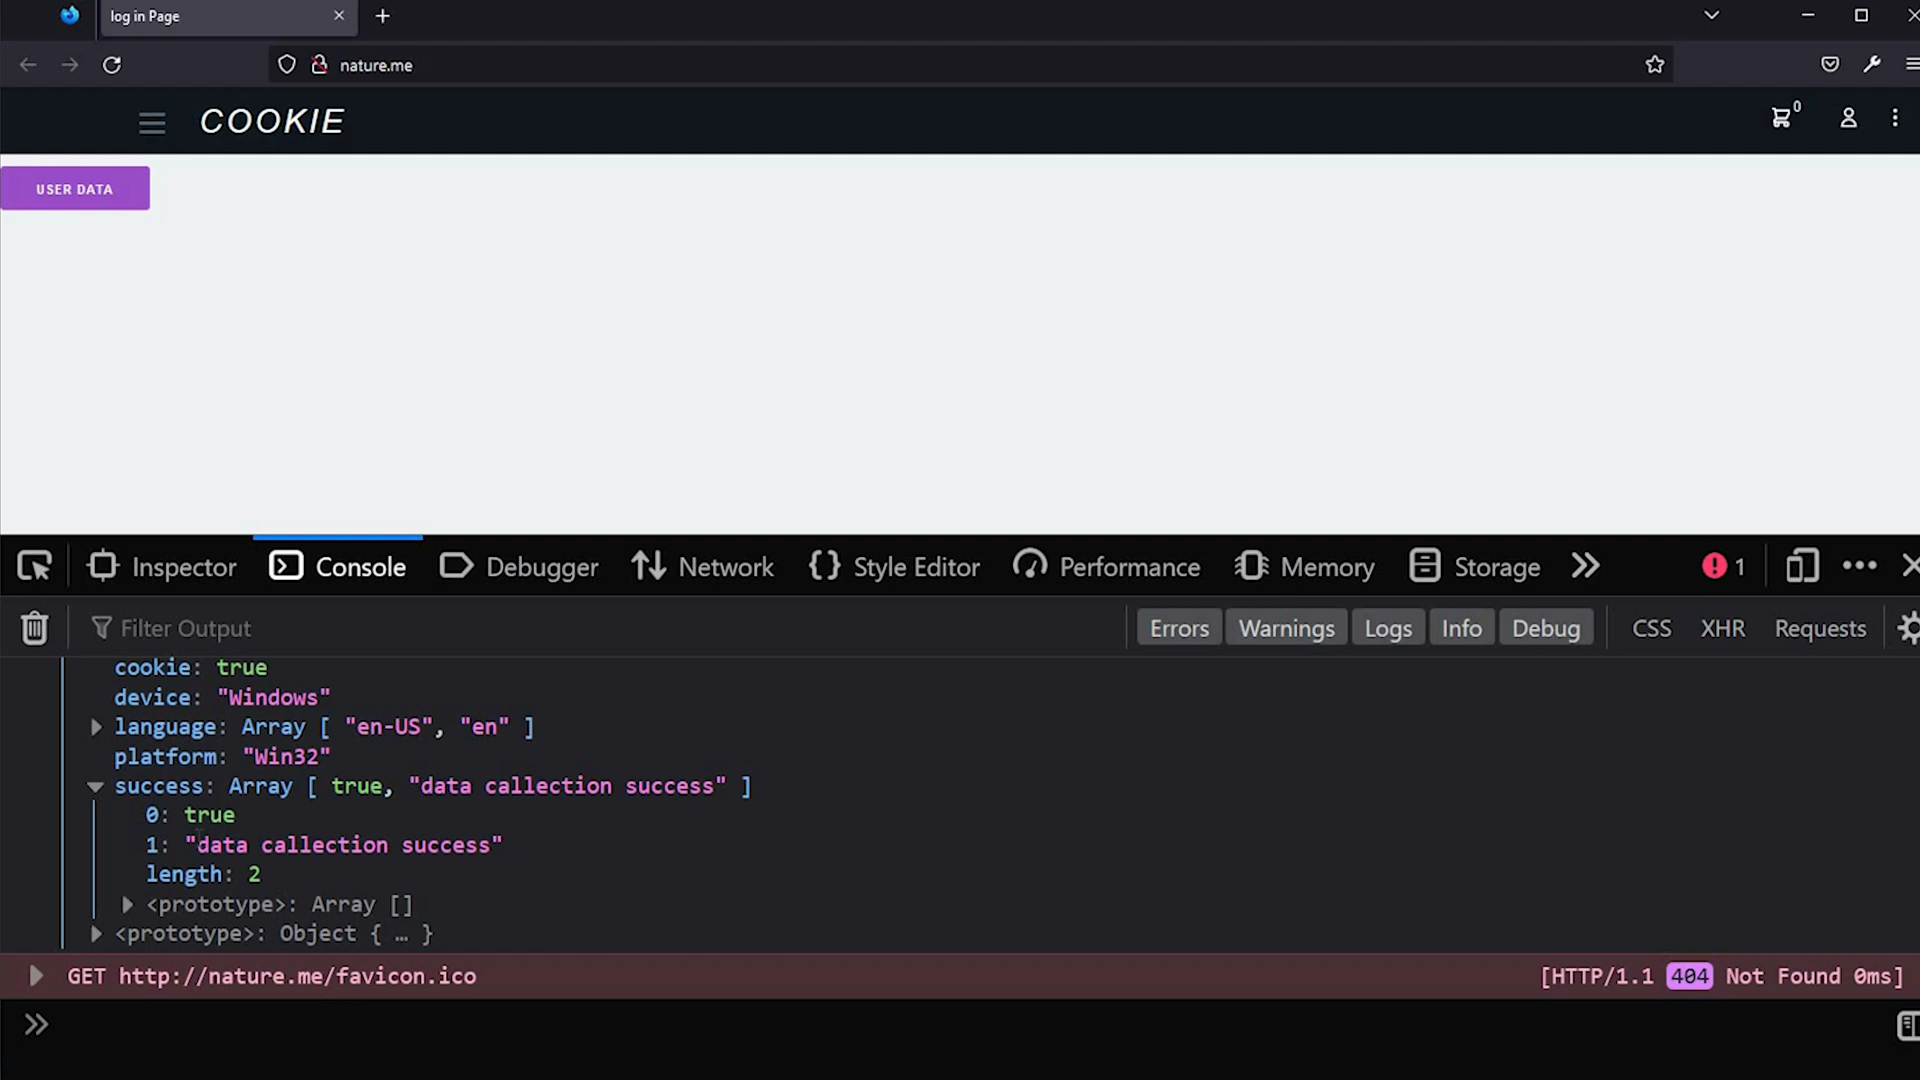 log in Page
nature.me
COOKIE
0
USER DATA
Inspector Console Debugger Network Style Editor Performance Memory Storage 1
Filter Output Errors Warnings Logs Info Debug CSS XHR Requests
cookie: true
device: "Windows"
language: Array [ "en-US", "en" ]
platform: "Win32"
success: Array [ true, "data callection success" ]
0: true
1: "data callection success"
length: 2
<prototype>: Array []
<prototype>: Object { … }
GET http://nature.me/favicon.ico [HTTP/1.1 404 Not Found 0ms]